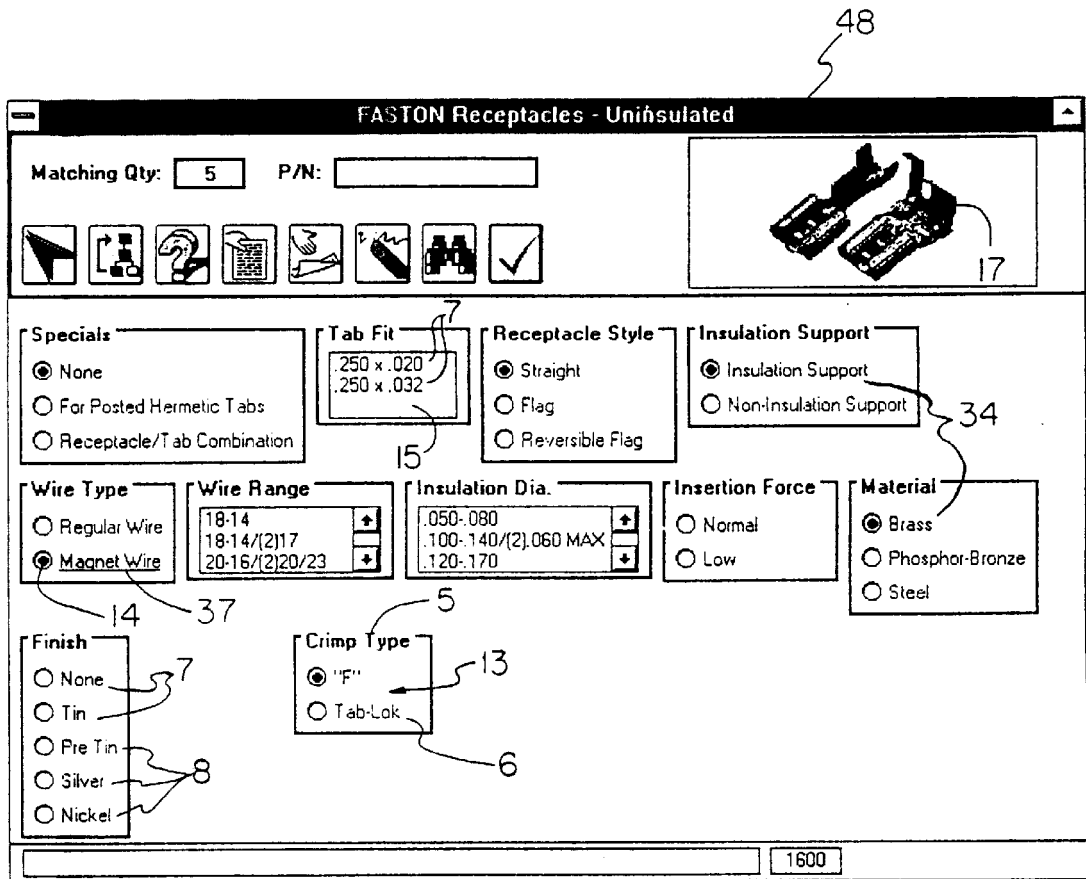 48
FASTON Receptacles - Uninsulated
Matching Qty: 5 P/N:
17
Specials
None
For Posted Hermetic Tabs
Receptacle/Tab Combination
Tab Fit 7
.250 x .020
.250 x .032
15
Receptacle Style
Straight
Flag
Reversible Flag
Insulation Support
Insulation Support
Non-Insulation Support
34
Wire Type
Regular Wire
Magnet Wire
14 37
Wire Range
18-14
18-14/(2)17
20-16/(2)20/23
Insulation Dia.
.050-.080
.100-.140/(2).060 MAX
.120-.170
Insertion Force
Normal
Low
Material
Brass
Phosphor-Bronze
Steel
Finish
None
Tin
Pre Tin
Silver
Nickel
7
8
5
Crimp Type
"F"
Tab-Lok
13
6
1600